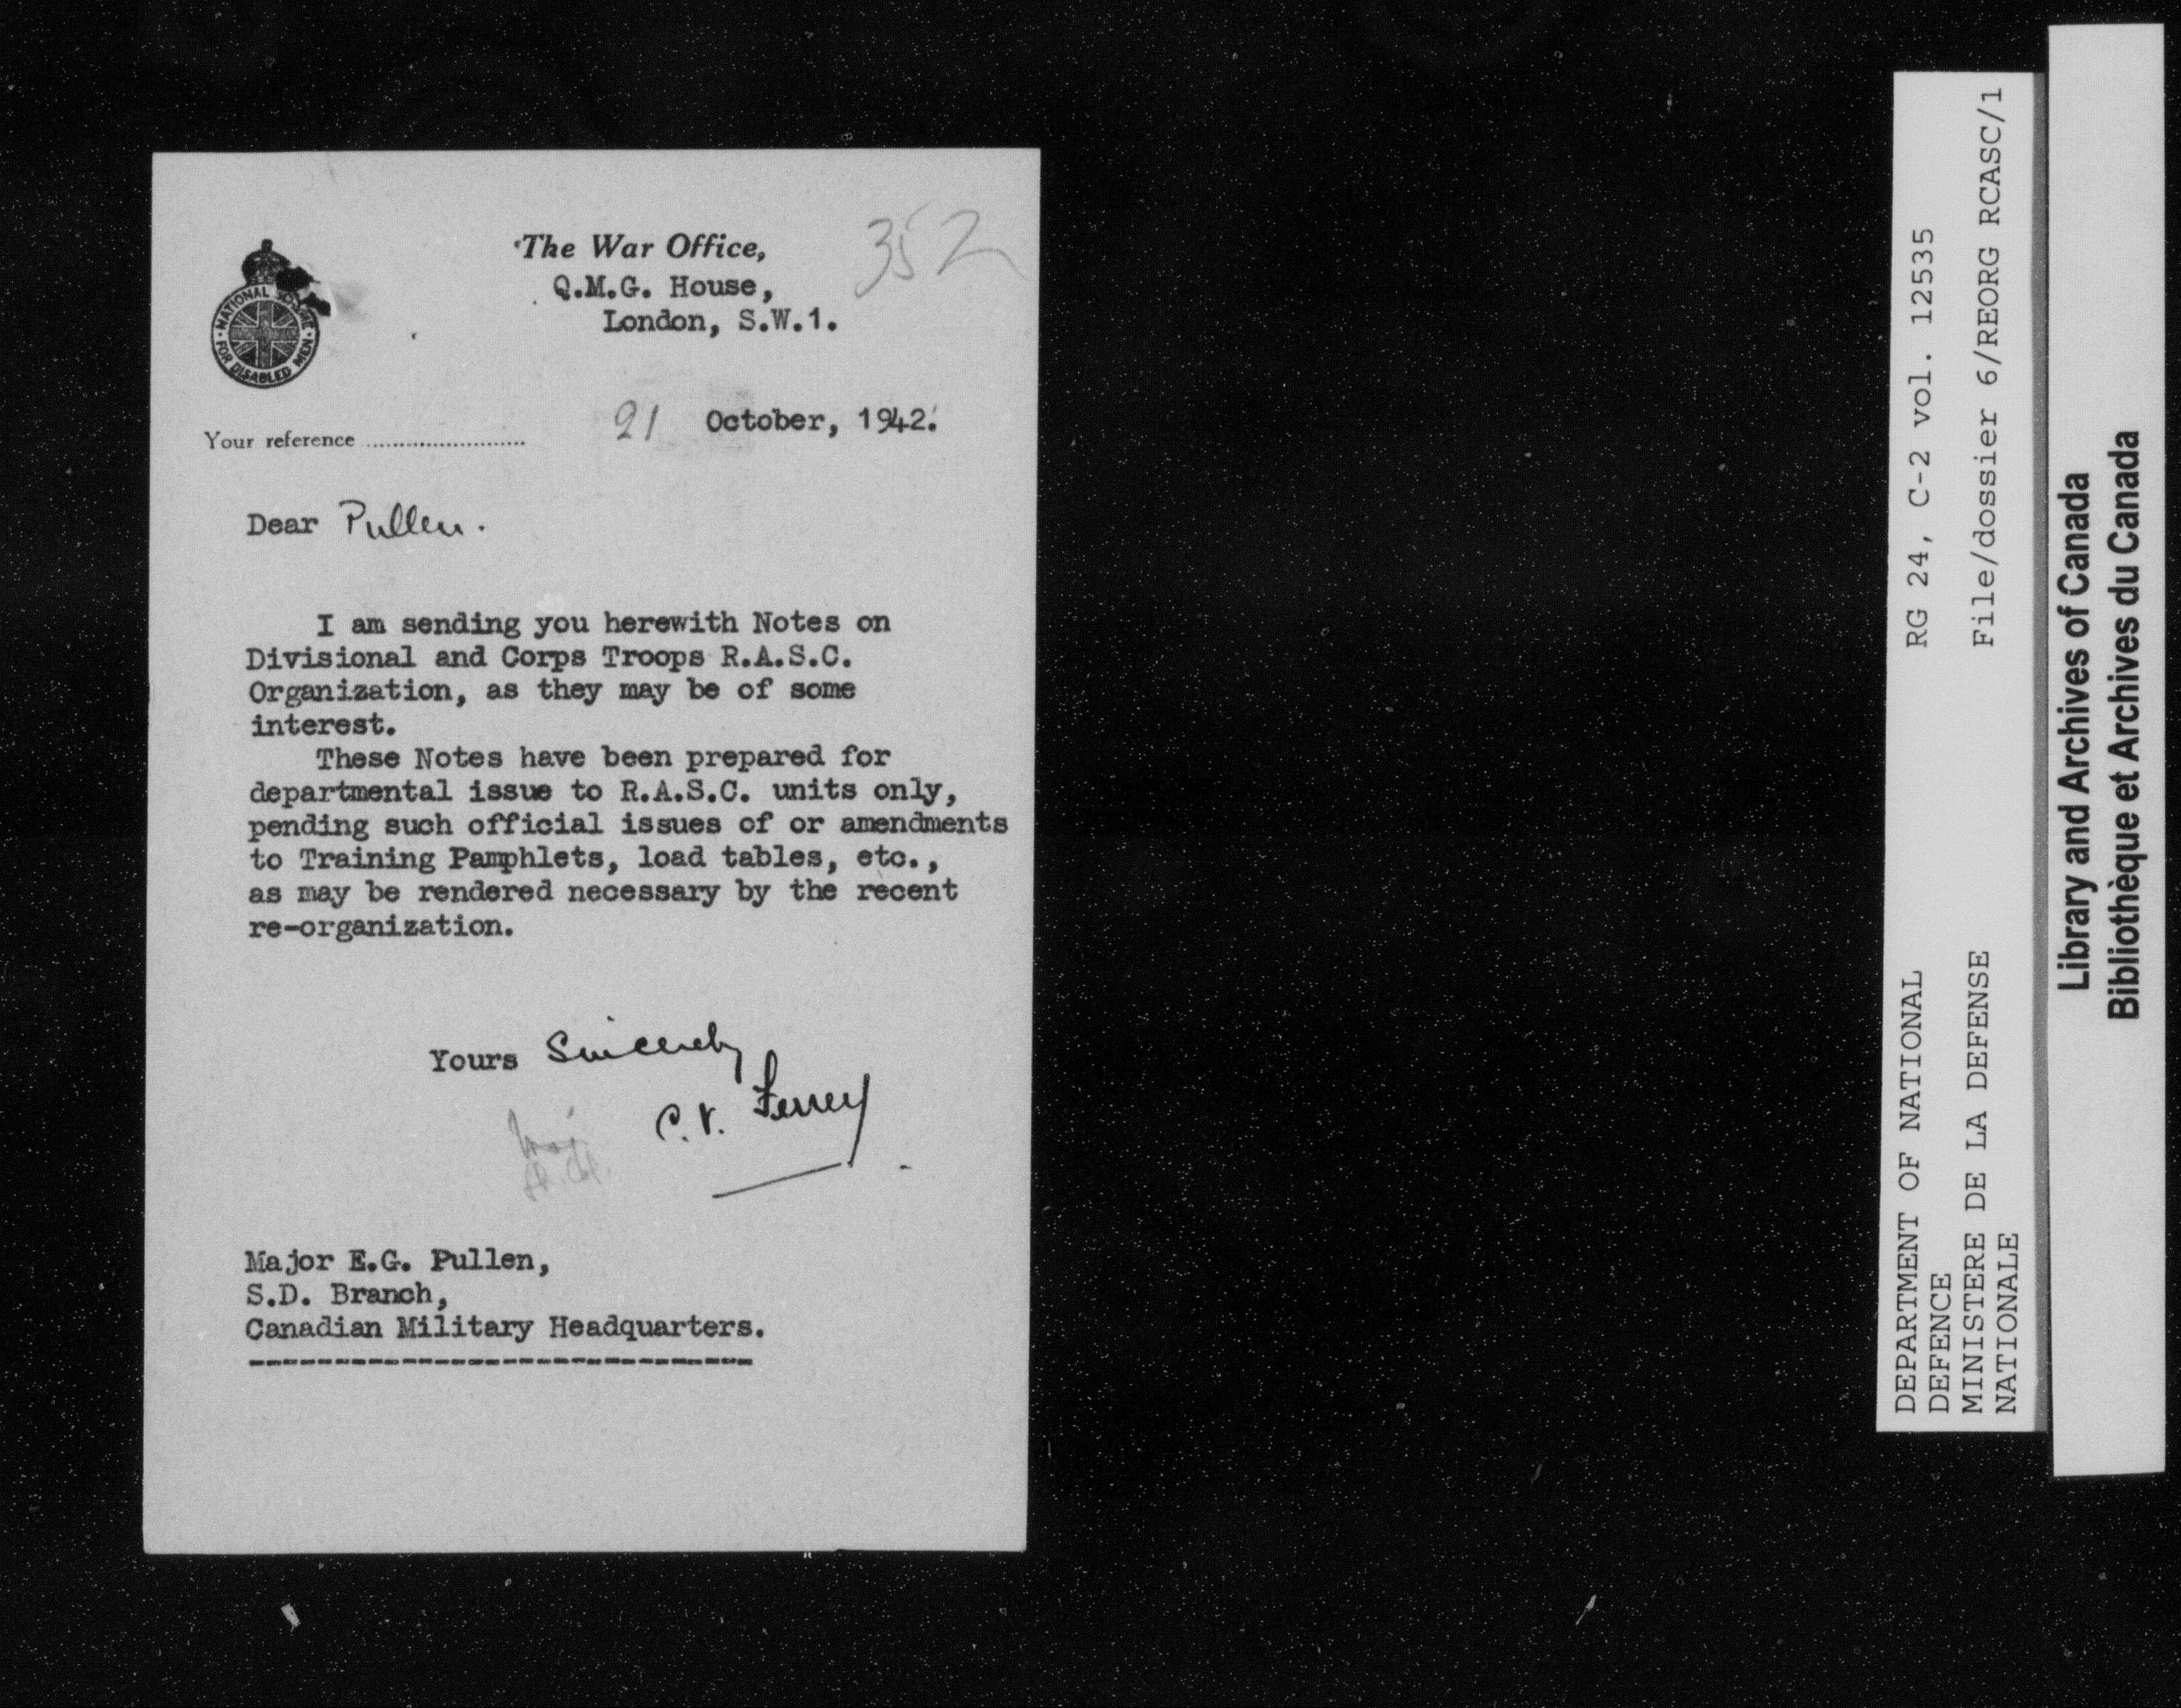 352
The War Office,
Q.M.G. House,
London, S.W.1.
NATIONAL SCHEME
FOR DISABLED MEN
21 October, 1942.
Your reference ........................
Dear Pullen.
I am sending you herewith Notes on
Divisional and Corps Troops R.A.S.C.
Organization, as they may be of some
interest.
These Notes have been prepared for
departmental issue to R.A.S.C. units only,
pending such official issues of or amendments
to Training Pamphlets, load tables, etc.,
as may be rendered necessary by the recent
re-organization.
Yours Sincerely
C.V.
Major E.G. Pullen,
S.D. Branch,
Canadian Military Headquarters.
-------------------------------
DEPARTMENT OF NATIONAL
DEFENCE
MINISTERE DE LA DEFENSE
NATIONALE
RG 24, C-2 vol. 12535
File/dossier 6/REORG RCASC/1
Library and Archives of Canada
Bibliothèque et Archives du Canada